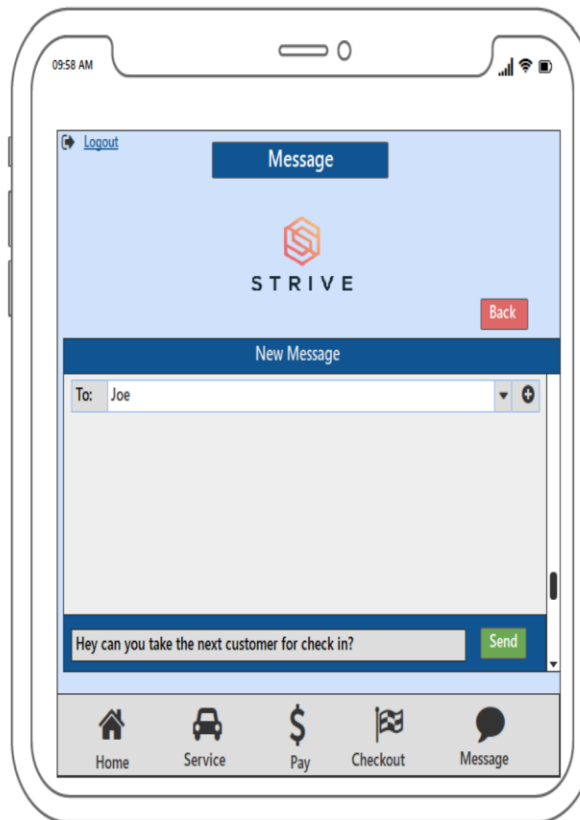 09:58 AM
Logout
Message
STRIVE
Back
New Message
To: Joe
Hey can you take the next customer for check in?
Send
Home Service Pay Checkout Message